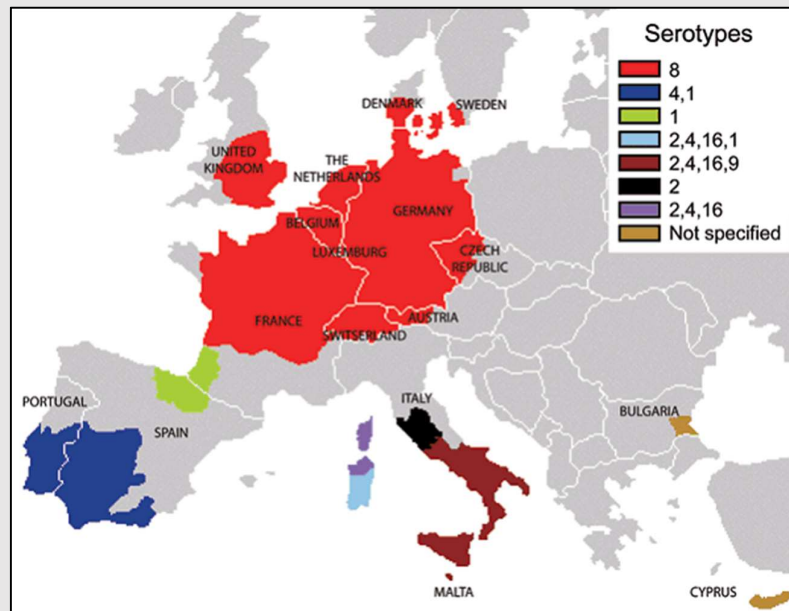 Serotypes
8
4,1
1
2,4,16,1
2,4,16,9
2
2,4,16
Not specified
DENMARK
SWEDEN
UNITED
KINGDOM
THE
NETHERLANDS
GERMANY
BELGIUM
LUXEMBURG
CZECH
REPUBLIC
FRANCE
AUSTRIA
SWITSERLAND
PORTUGAL
SPAIN
ITALY
BULGARIA
MALTA
CYPRUS